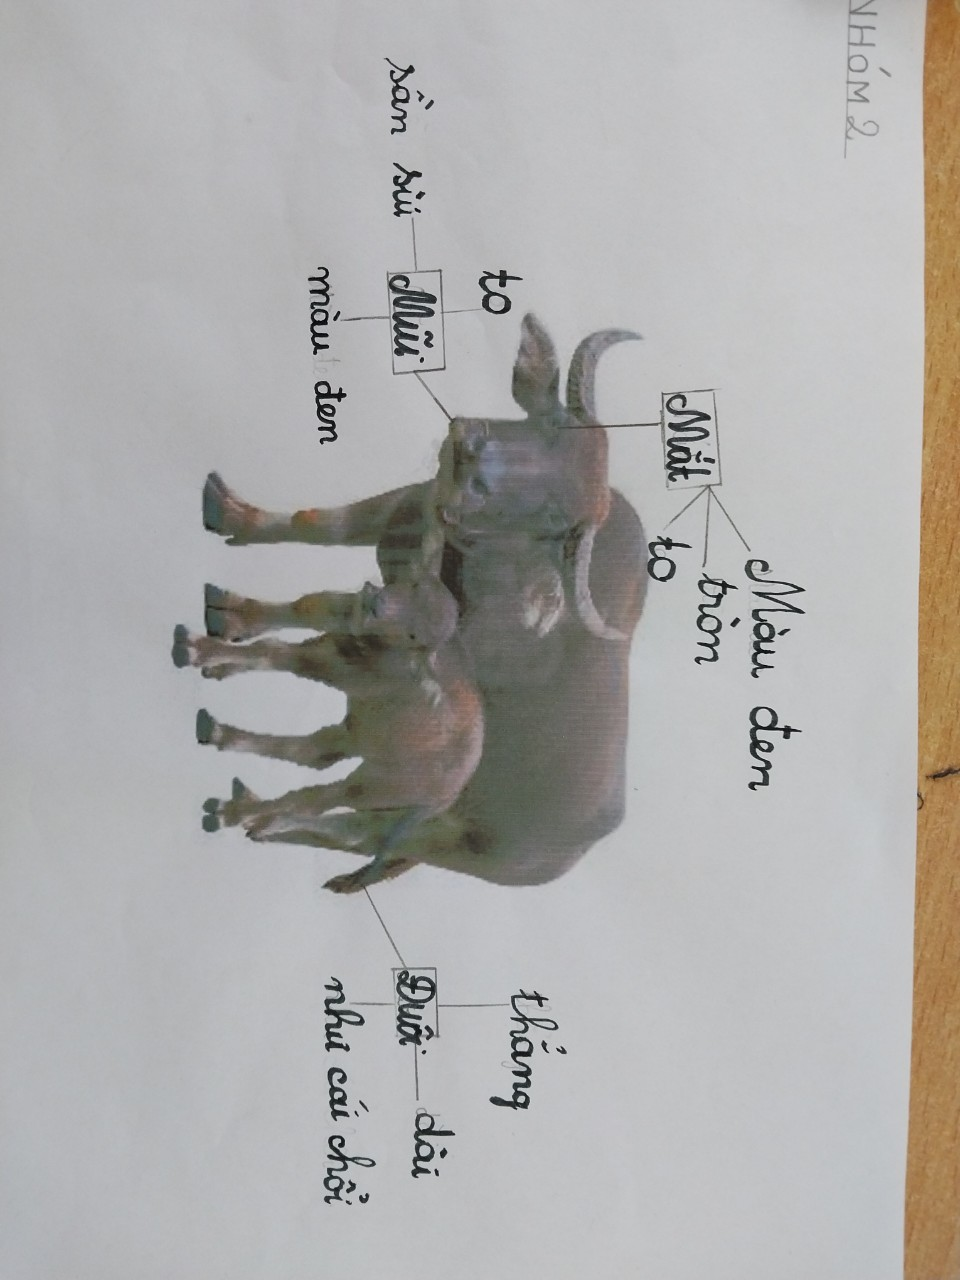 NHÓM 2
Màu đen
tròn
to
Mắt
to
Mũi
sần sùi
màu đen
thẳng
Đuôi
dài
như cái chổi